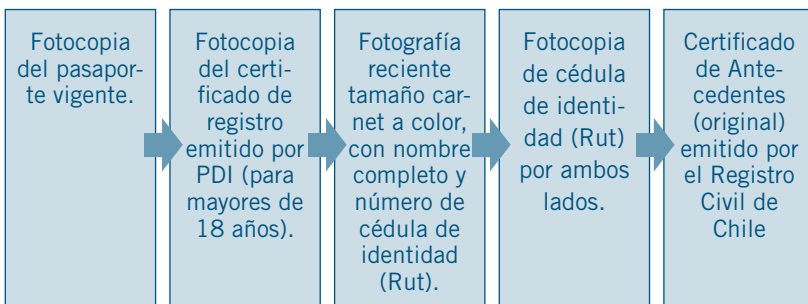 Fotocopia
del pasapor-
te vigente.
Fotocopia
del certi-
ficado de
registro
emitido por
PDI (para
mayores de
18 años).
Fotografía
reciente
tamaño car-
net a color,
con nombre
completo y
número de
cédula de
identidad
(Rut).
Fotocopia
de cédula
de identi-
dad (Rut)
por ambos
lados.
Certificado
de Ante-
cedentes
(original)
emitido por
el Registro
Civil de
Chile